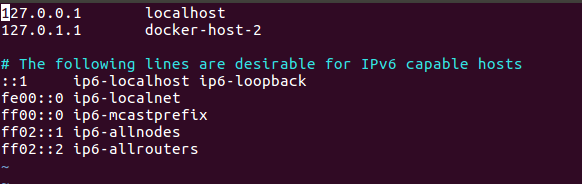 127.0.0.1       localhost
127.0.1.1       docker-host-2

# The following lines are desirable for IPv6 capable hosts
::1     ip6-localhost ip6-loopback
fe00::0 ip6-localnet
ff00::0 ip6-mcastprefix
ff02::1 ip6-allnodes
ff02::2 ip6-allrouters
~
~